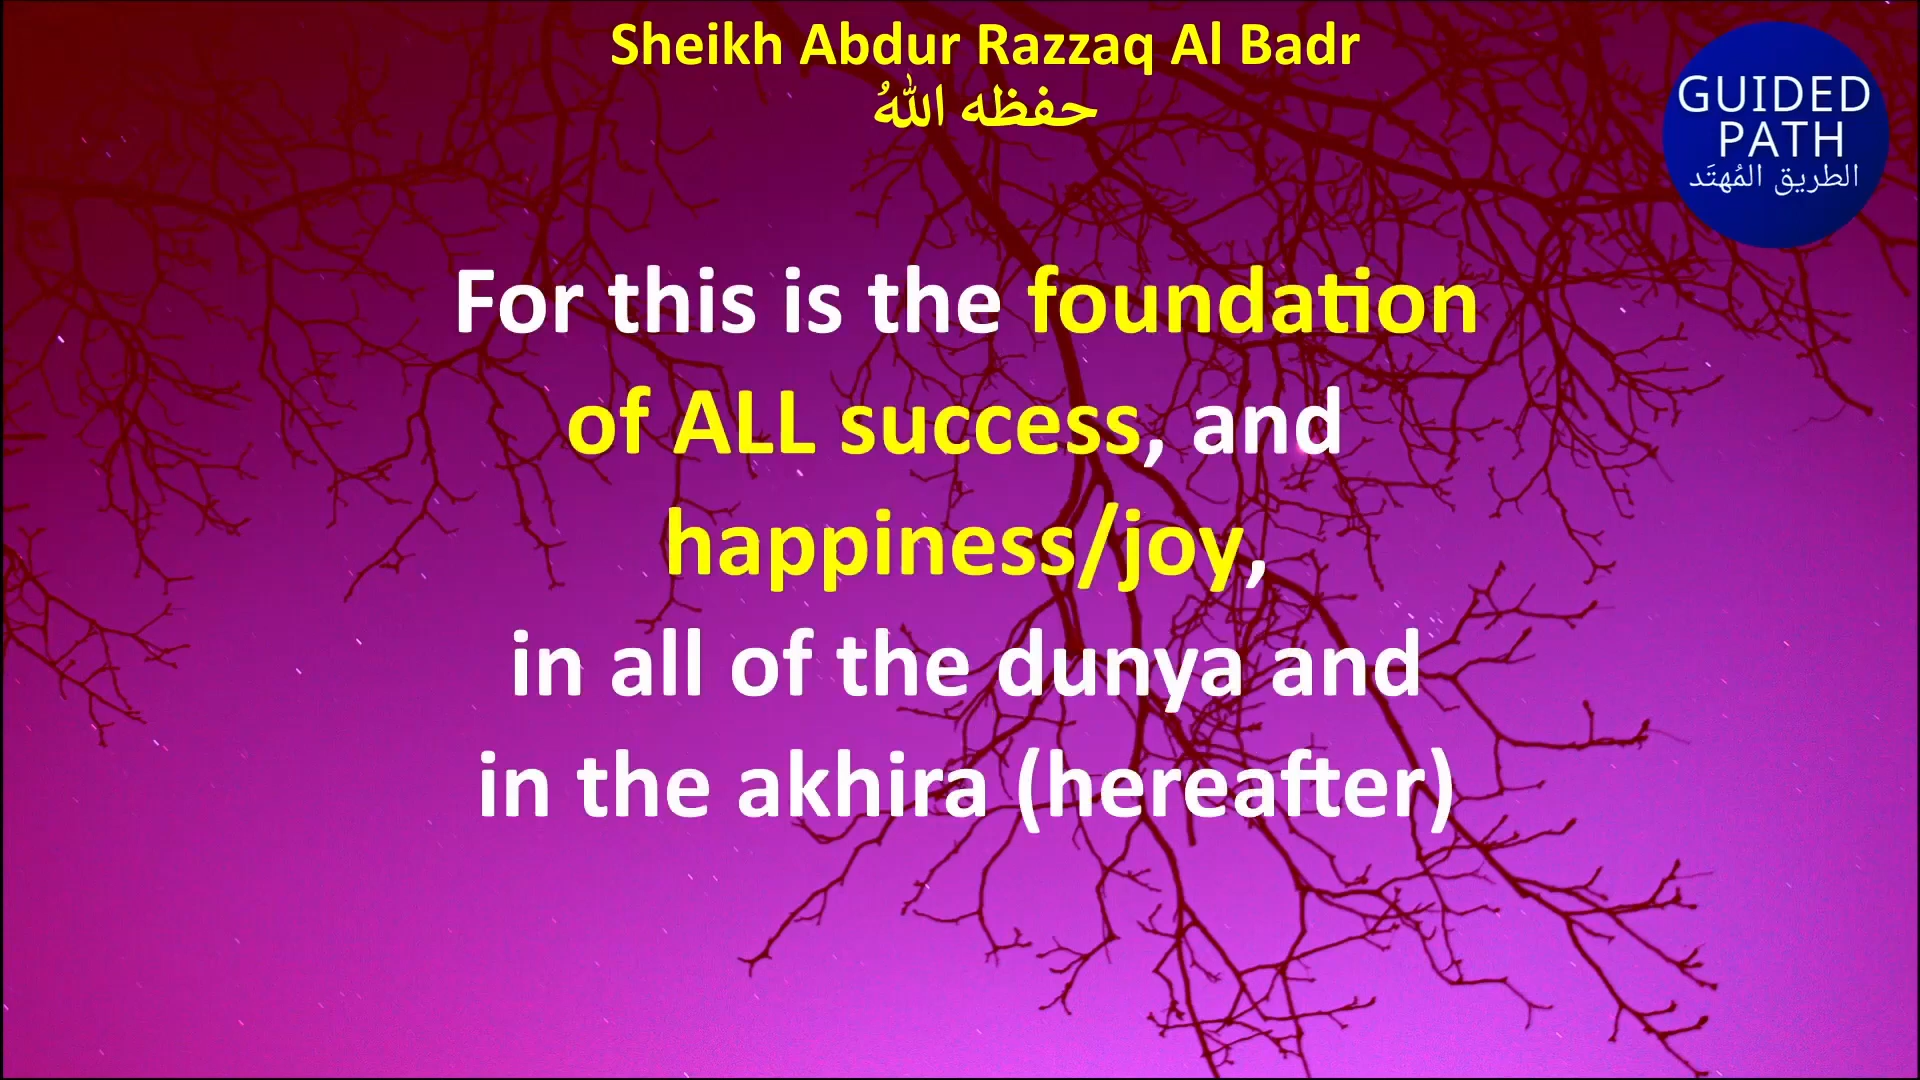 Sheikh Abdur Razzaq Al Badr
حفظه اللهُ
GUIDED
PATH
الطريق المُهتَد
For this is the foundation
of ALL success, and
happiness/joy,
in all of the dunya and
in the akhira (hereafter)